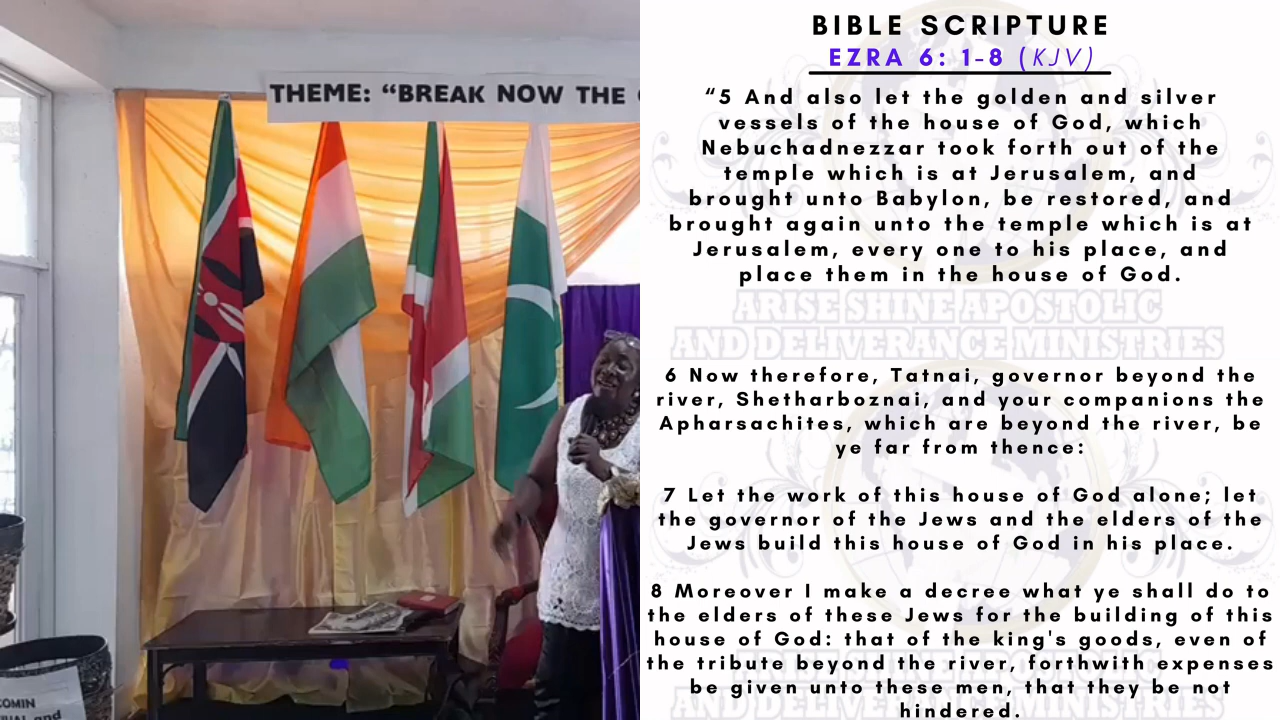 THEME: “BREAK NOW THE
COMIN
and
BIBLE SCRIPTURE
EZRA 6: 1-8 (KJV)
“5 And also let the golden and silver
vessels of the house of God, which
Nebuchadnezzar took forth out of the
temple which is at Jerusalem, and
brought unto Babylon, be restored, and
brought again unto the temple which is at
Jerusalem, every one to his place, and
place them in the house of God.
ARISE SHINE APOSTOLIC
AND DELIVERANCE MINISTRIES
6 Now therefore, Tatnai, governor beyond the
river, Shetharboznai, and your companions the
Apharsachites, which are beyond the river, be
ye far from thence:
7 Let the work of this house of God alone; let
the governor of the Jews and the elders of the
Jews build this house of God in his place.
8 Moreover I make a decree what ye shall do to
the elders of these Jews for the building of this
house of God: that of the king's goods, even of
the tribute beyond the river, forthwith expenses
be given unto these men, that they be not
hindered.
ARISE SHINE APOSTOLIC
AND DELIVERANCE MINISTRIES